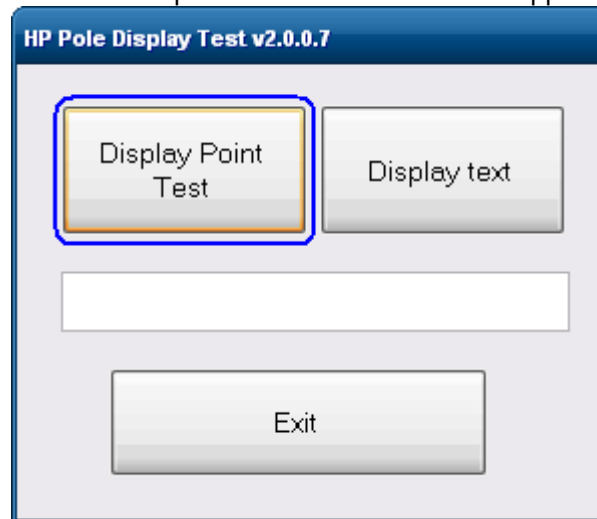 HP Pole Display Test v2.0.0.7
Display Point
Test
Display text
Exit